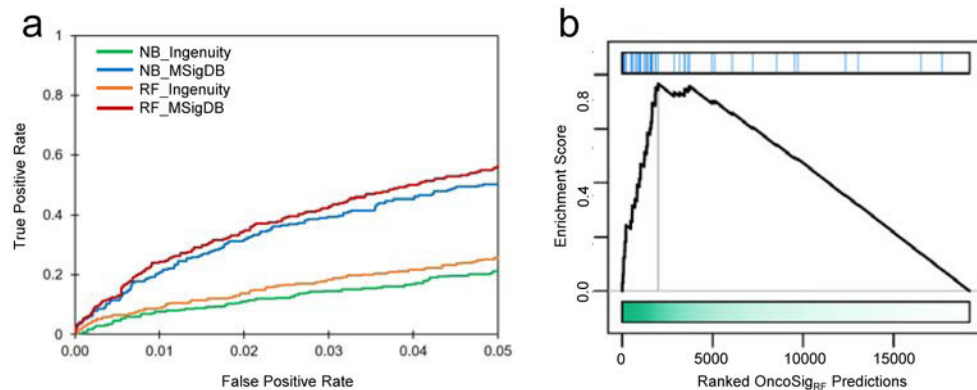 a
1
0.8
0.6
0.4
0.2
0
True Positive Rate
NB_Ingenuity
NB_MSigDB
RF_Ingenuity
RF_MSigDB
0.00 0.01 0.02 0.03 0.04 0.05
False Positive Rate
b
0.8
0.4
0.0
Enrichment Score
0 5000 10000 15000
Ranked OncoSigRF Predictions